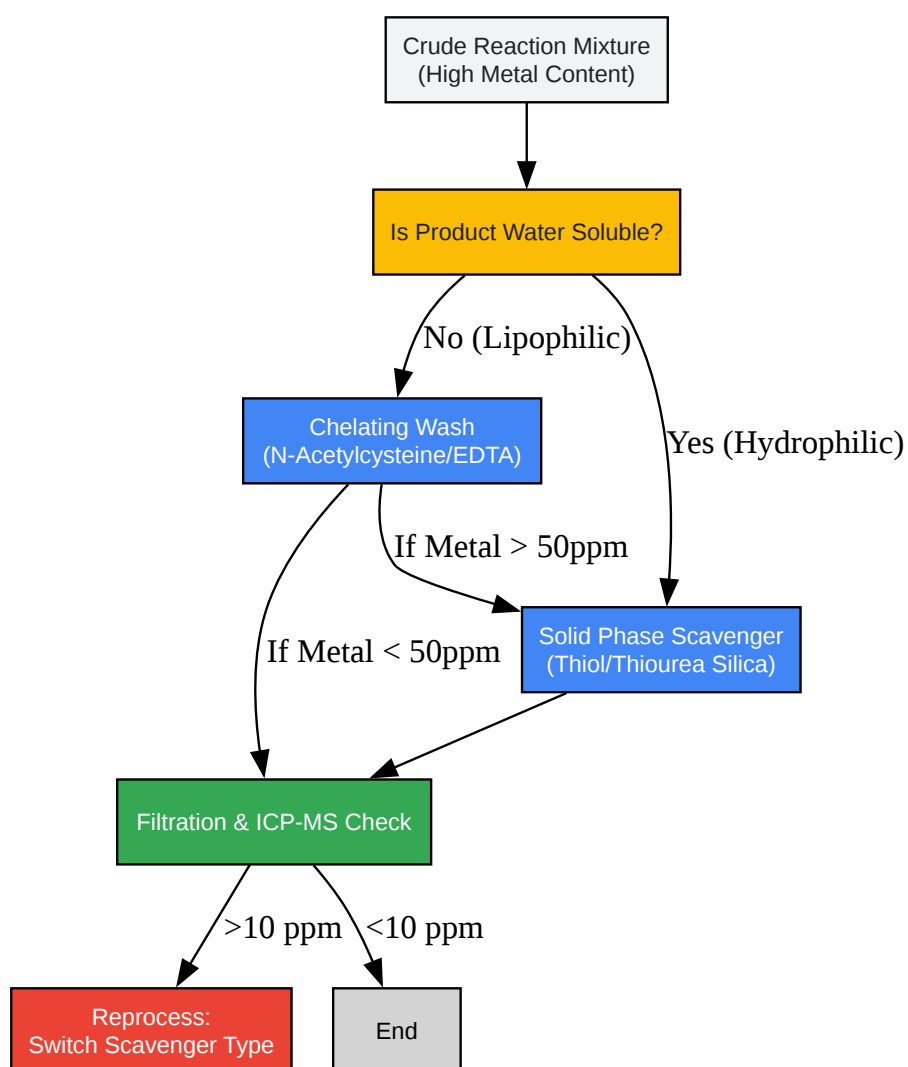 Crude Reaction Mixture
(High Metal Content)
Is Product Water Soluble?
No (Lipophilic)
Chelating Wash
(N-Acetylcysteine/EDTA)
Yes (Hydrophilic)
If Metal > 50ppm
Solid Phase Scavenger
(Thiol/Thiourea Silica)
If Metal < 50ppm
Filtration & ICP-MS Check
>10 ppm
<10 ppm
Reprocess:
Switch Scavenger Type
End